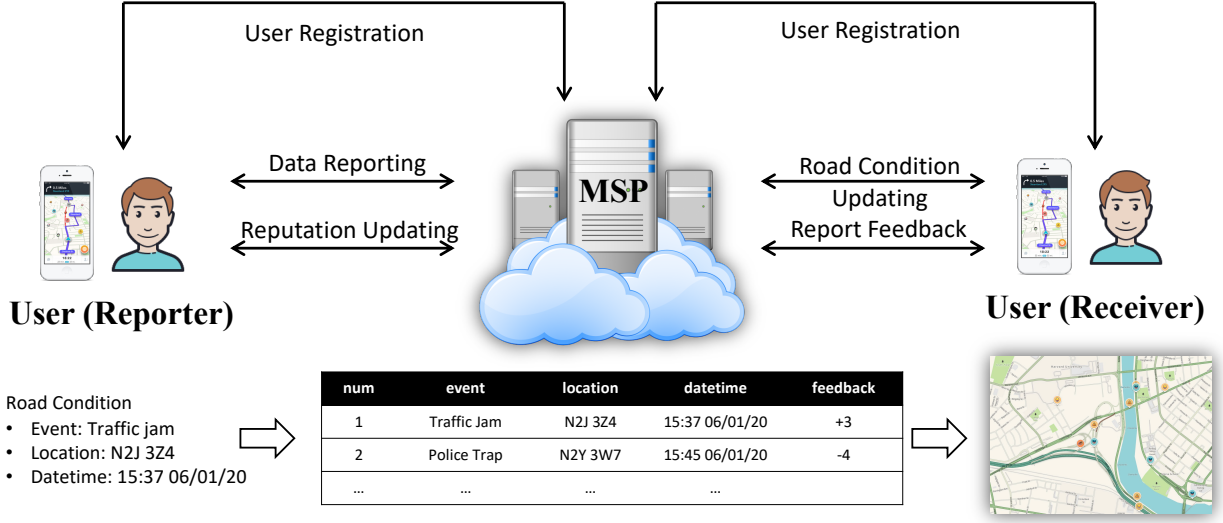 User Registration
User Registration
Data Reporting
Reputation Updating
MSP
Road Condition
Updating
Report Feedback
User (Reporter)
User (Receiver)
Road Condition
• Event: Traffic jam
• Location: N2J 3Z4
• Datetime: 15:37 06/01/20
num event location datetime feedback
1 Traffic Jam N2J 3Z4 15:37 06/01/20 +3
2 Police Trap N2Y 3W7 15:45 06/01/20 -4
... ... ... ...